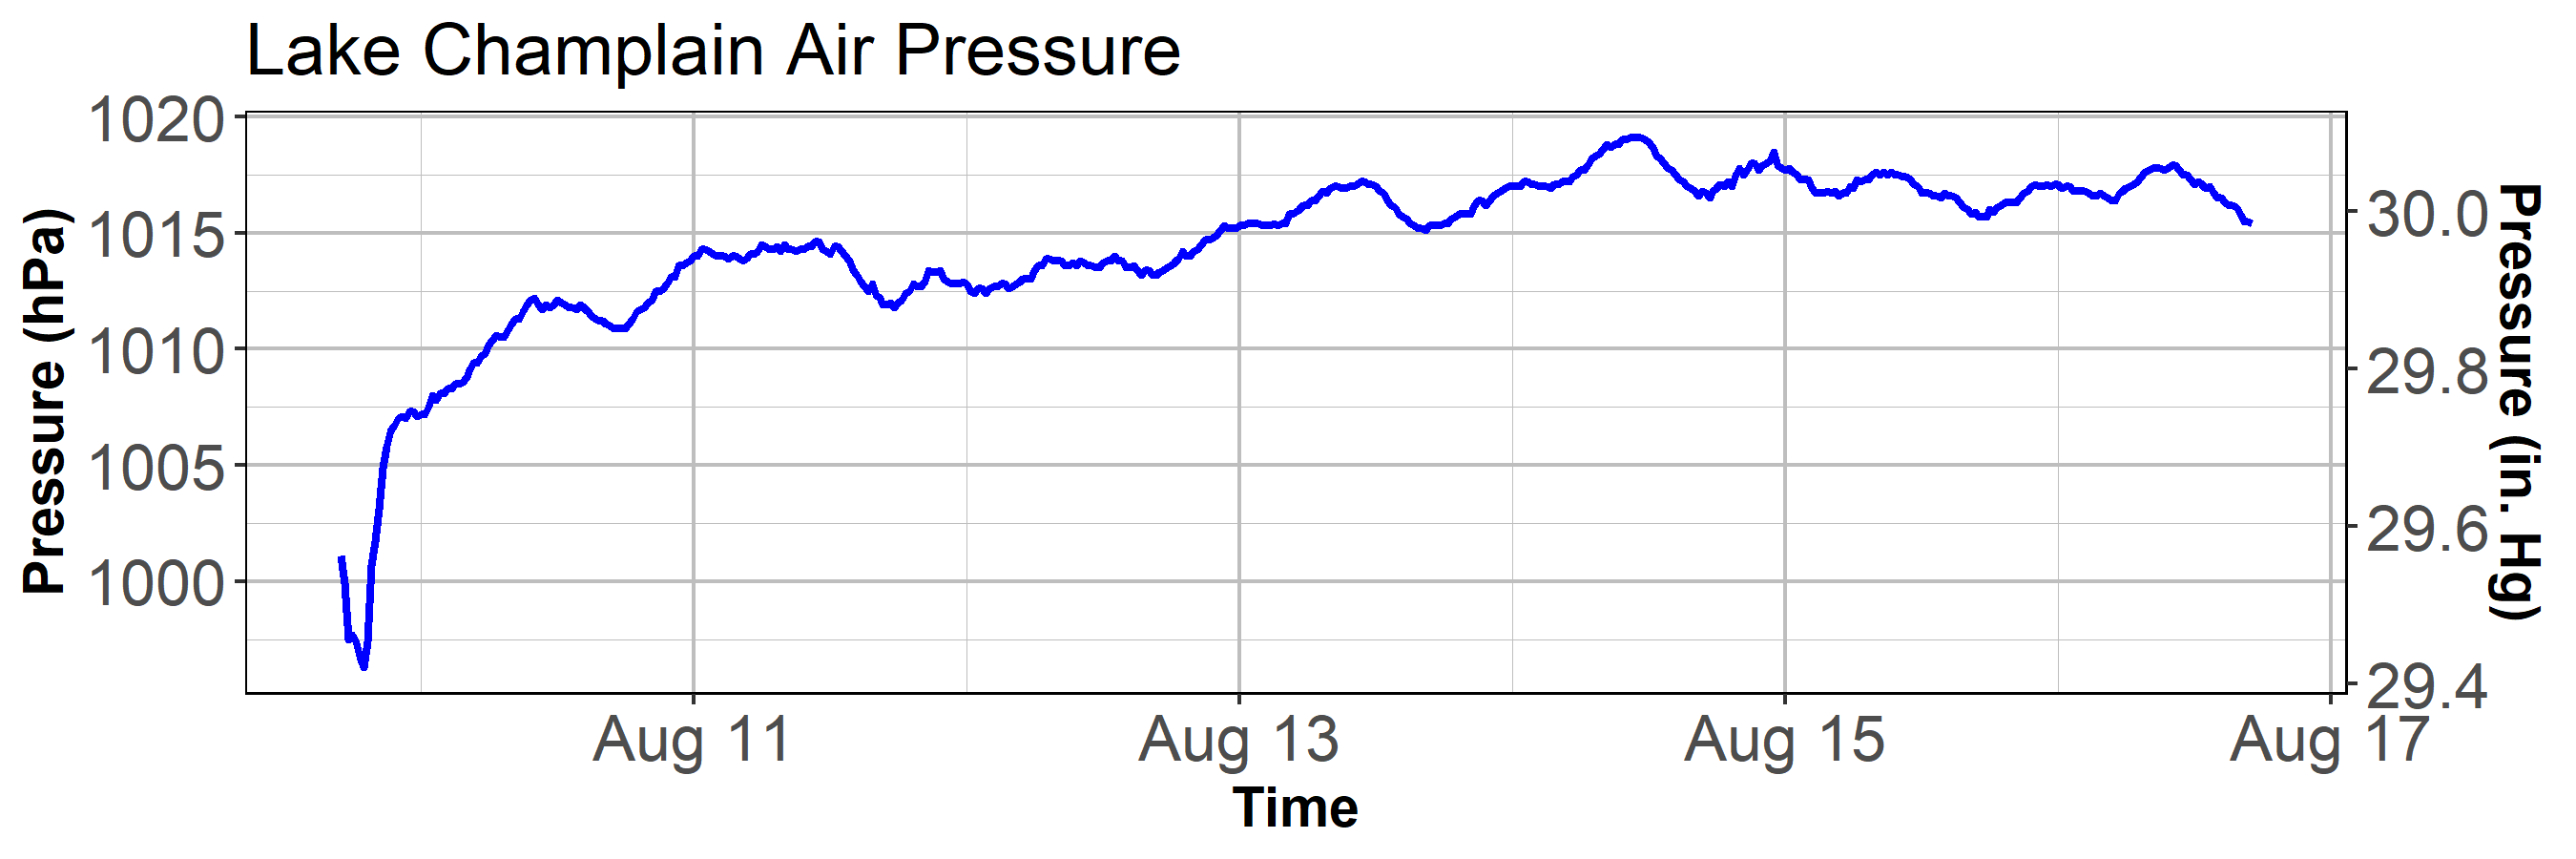 Lake Champlain Air Pressure
1020
1015
1010
1005
1000
Pressure (hPa)
30.0
29.8
29.6
29.4
Pressure (in. Hg)
Aug 11
Aug 13
Aug 15
Aug 17
Time